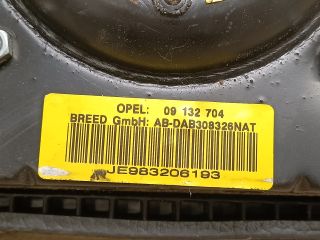 OPEL: 09 132 704
BREED GmbH: AB-DAB308326NAT
JE983206193